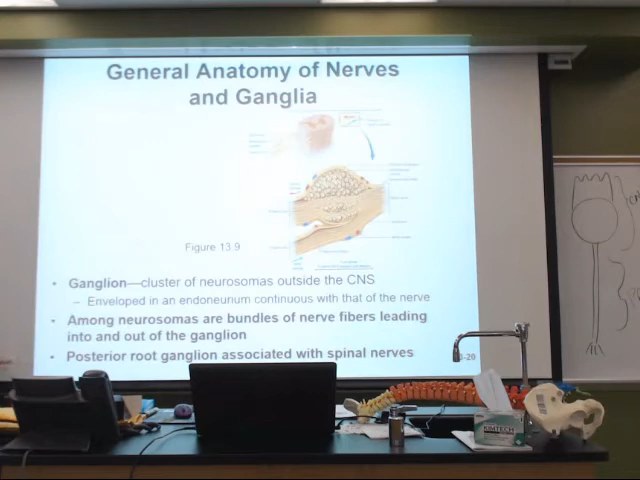 General Anatomy of Nerves
and Ganglia
Figure 13.9
• Ganglion—cluster of neurosomas outside the CNS
– Enveloped in an endoneurium continuous with that of the nerve
• Among neurosomas are bundles of nerve fibers leading
into and out of the ganglion
• Posterior root ganglion associated with spinal nerves
-20
KIMTECH